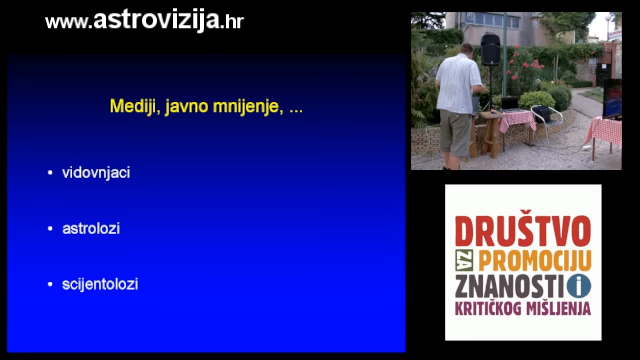 www.astrovizija.hr
Mediji, javno mnijenje, ...
• vidovnjaci
• astrolozi
• scijentolozi
DRUŠTVO
ZA PROMOCIJU
ZNANOSTI i
KRITIČKOG MIŠLJENJA